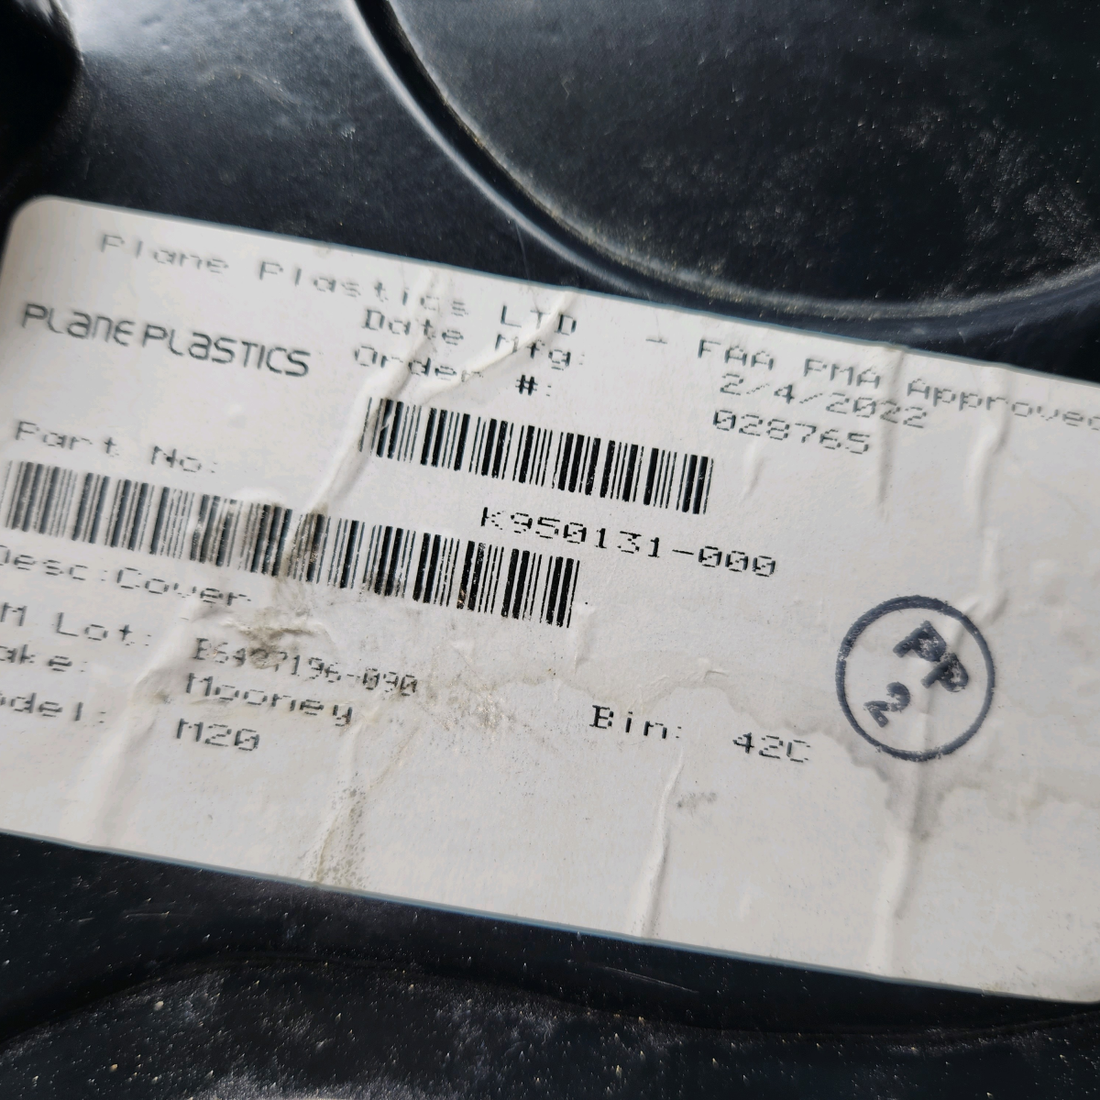 Plane Plastics LTD - FAA PMA Approved
PLANE PLASTICS
Date Mfg: 2/4/2022
Order #: 028765
Part No: K950131-000
Desc:Cover
M Lot:
ake: Mooney
odel: M20
Bin: 42C
PP
2